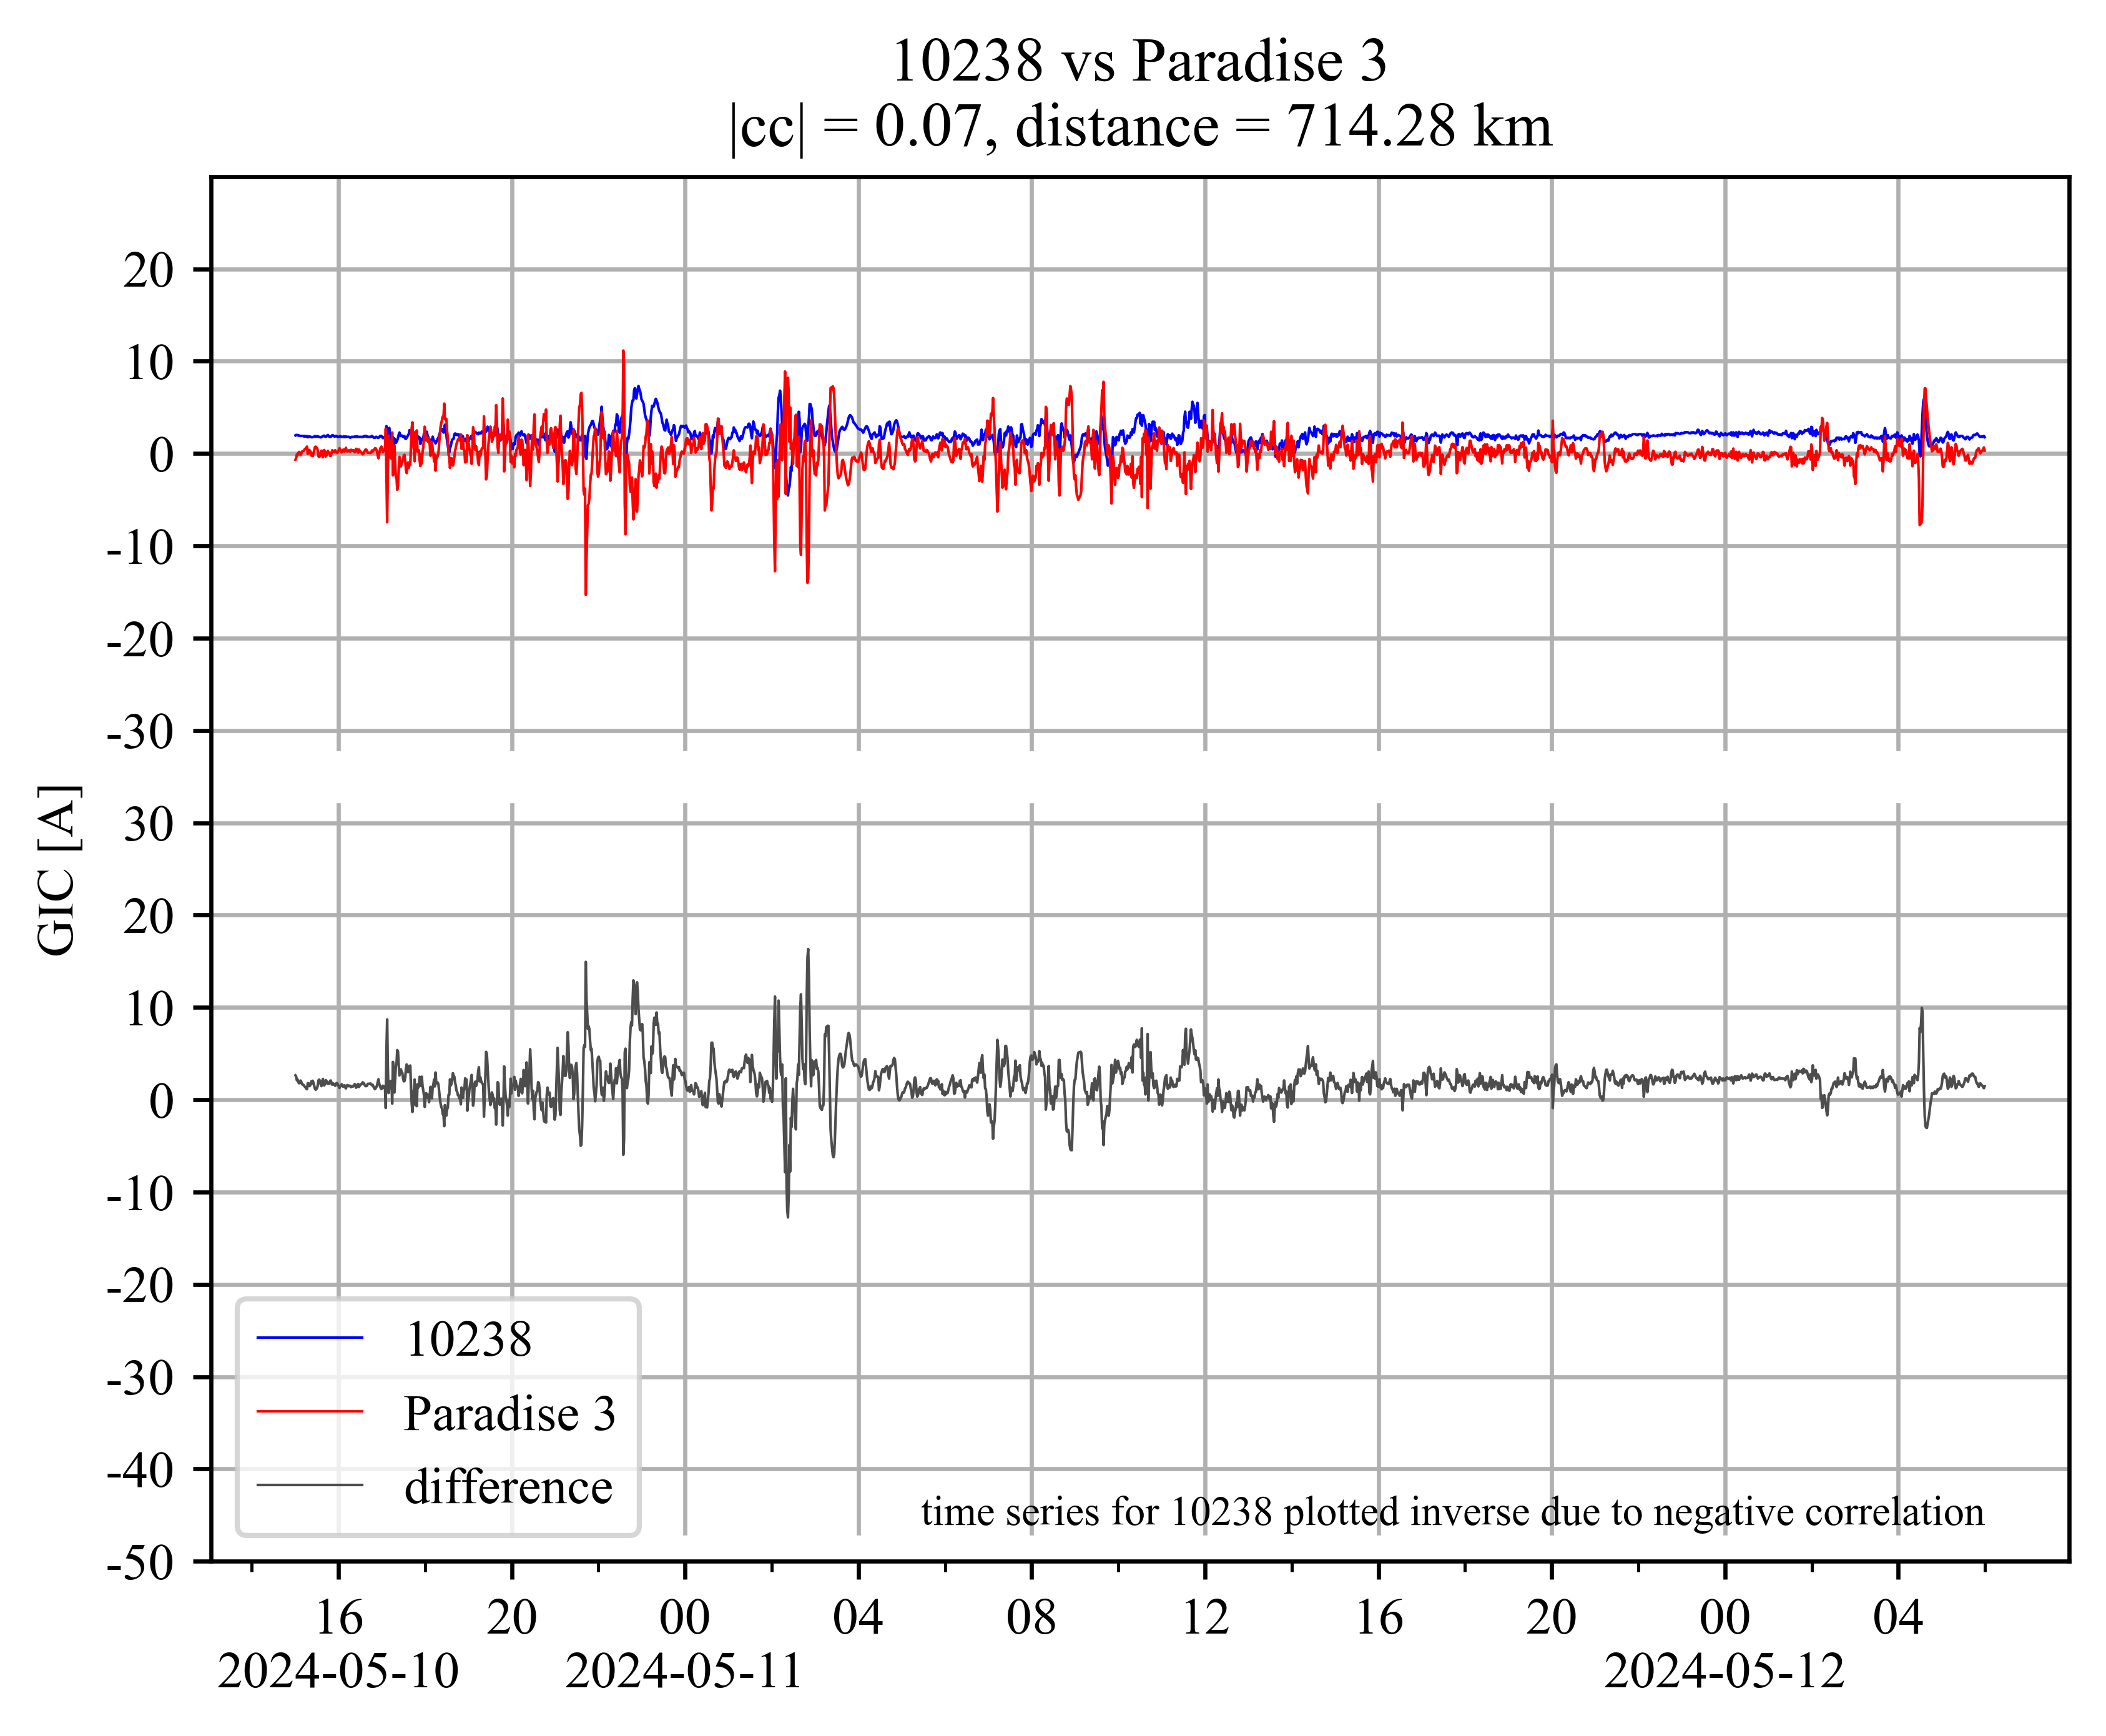 10238 vs Paradise 3
|cc| = 0.07, distance = 714.28 km
GIC [A]
20
10
0
-10
-20
-30
30
20
10
0
-10
-20
-30
-40
-50
10238
Paradise 3
difference
time series for 10238 plotted inverse due to negative correlation
16 20 00 04 08 12 16 20 00 04
2024-05-10 2024-05-11 2024-05-12